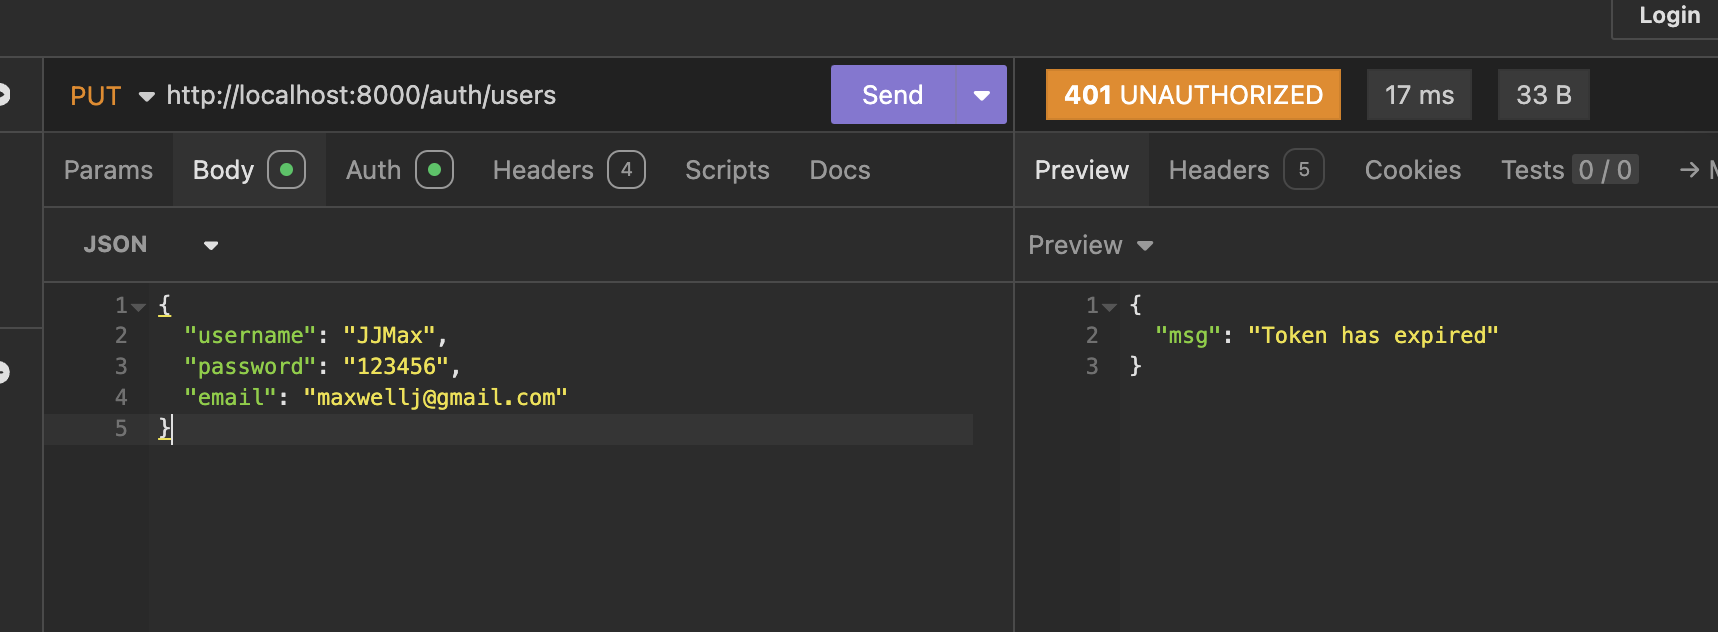 Login
PUT http://localhost:8000/auth/users Send 401 UNAUTHORIZED 17 ms 33 B
Params Body Auth Headers 4 Scripts Docs Preview Headers 5 Cookies Tests 0 / 0
JSON Preview
1 {
2 "username": "JJMax",
3 "password": "123456",
4 "email": "maxwellj@gmail.com"
5 }
1 {
2 "msg": "Token has expired"
3 }